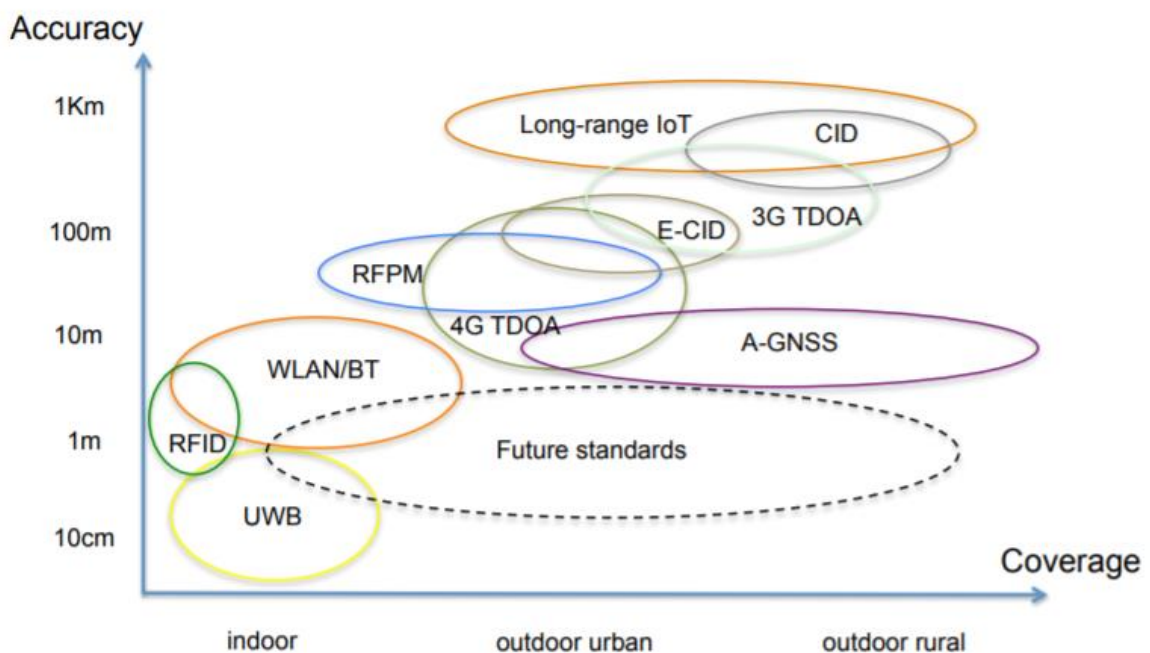 Accuracy
1Km
Long-range IoT
CID
3G TDOA
100m
E-CID
RFPM
4G TDOA
10m
A-GNSS
WLAN/BT
1m
RFID
Future standards
UWB
10cm
Coverage
indoor
outdoor urban
outdoor rural